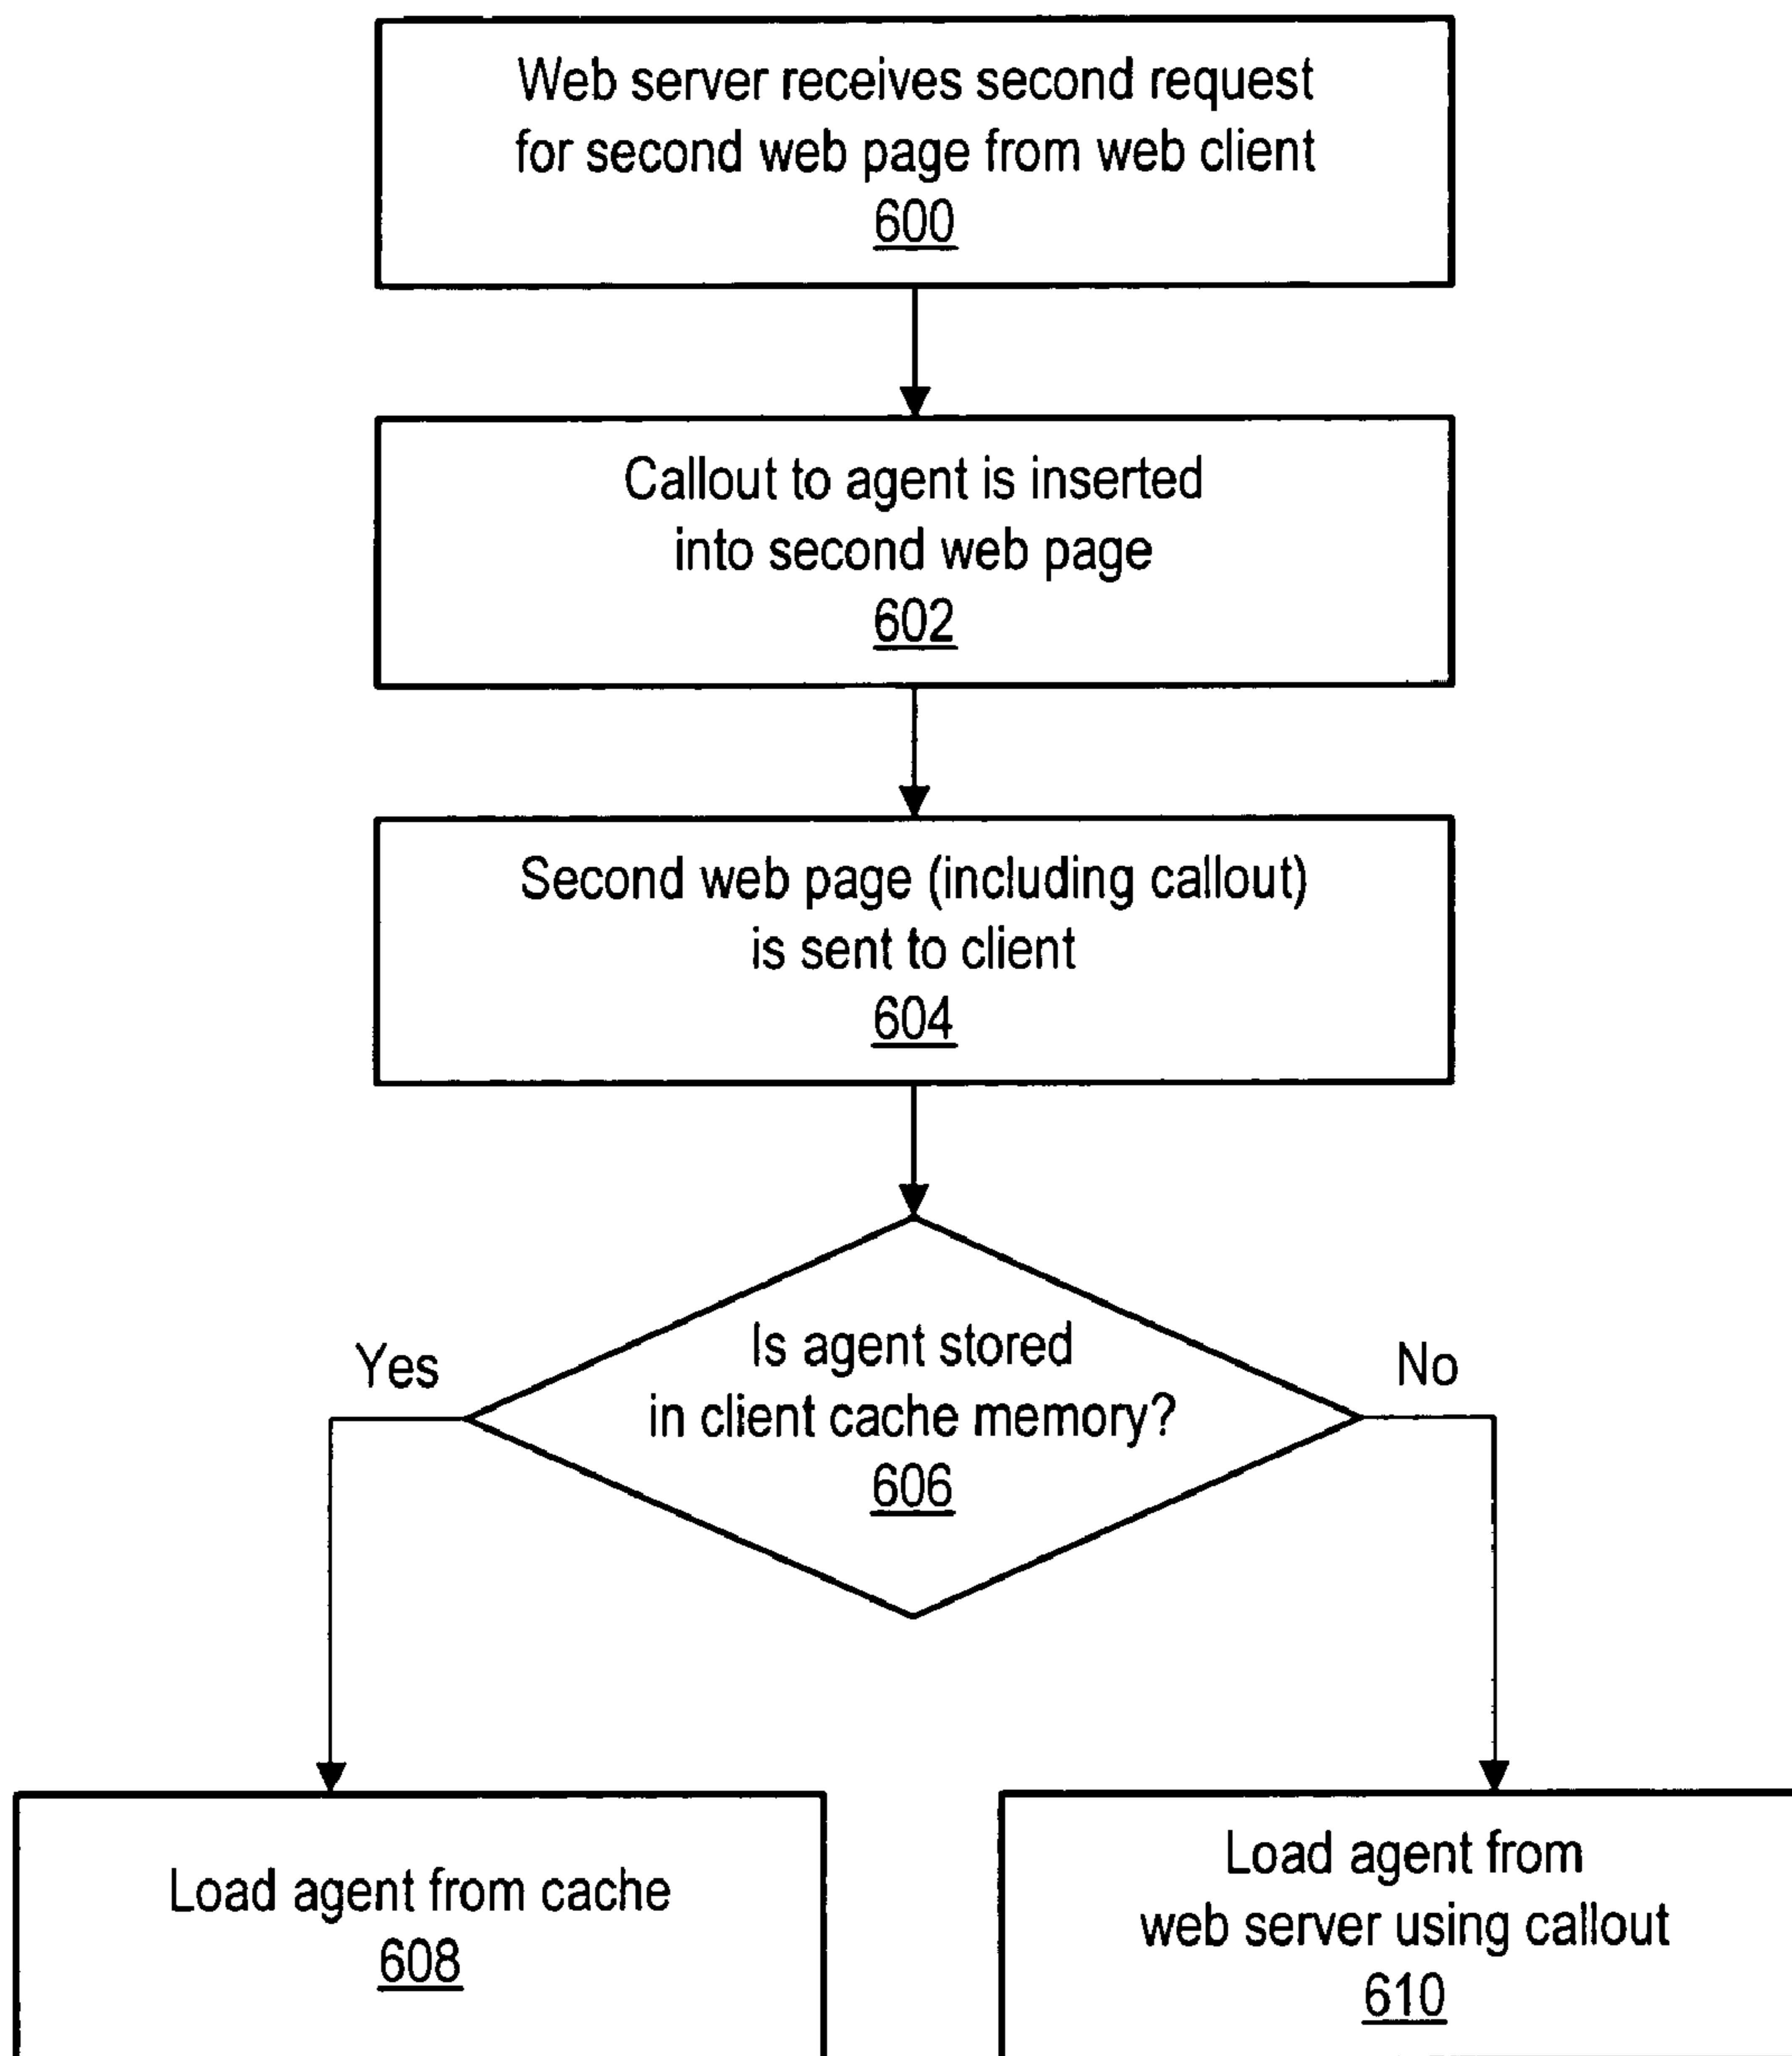 Web server receives second request
for second web page from web client
600
Callout to agent is inserted
into second web page
602
Second web page (including callout)
is sent to client
604
Is agent stored
in client cache memory?
606
Yes
No
Load agent from cache
608
Load agent from
web server using callout
610